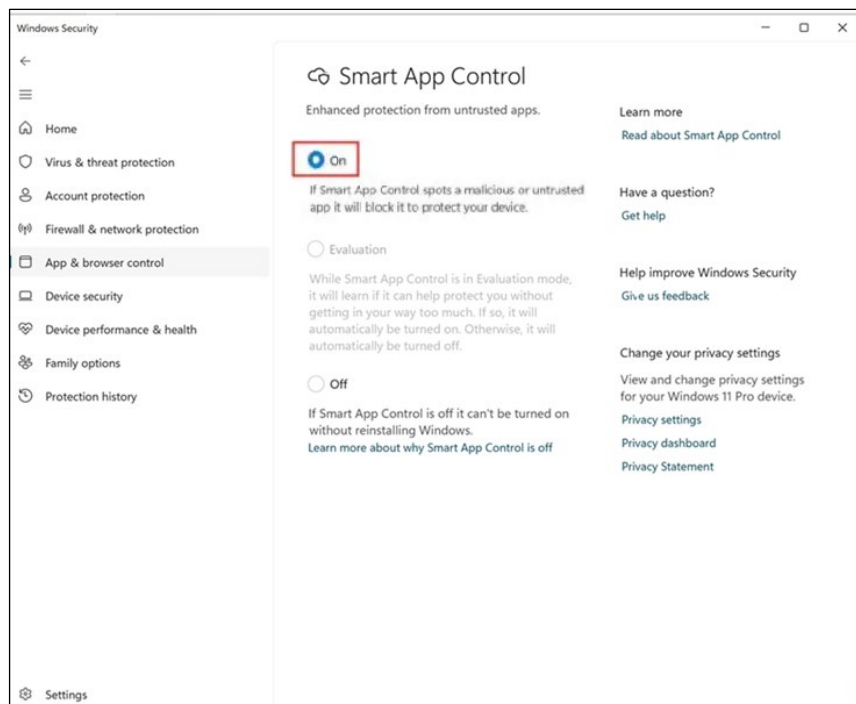 Windows Security
Home
Virus & threat protection
Account protection
Firewall & network protection
App & browser control
Device security
Device performance & health
Family options
Protection history
Settings
Smart App Control
Enhanced protection from untrusted apps.
On
If Smart App Control spots a malicious or untrusted
app it will block it to protect your device.
Evaluation
While Smart App Control is in Evaluation mode,
it will learn if it can help protect you without
getting in your way too much. If so, it will
automatically be turned on. Otherwise, it will
automatically be turned off.
Off
If Smart App Control is off it can't be turned on
without reinstalling Windows.
Learn more about why Smart App Control is off
Learn more
Read about Smart App Control
Have a question?
Get help
Help improve Windows Security
Give us feedback
Change your privacy settings
View and change privacy settings
for your Windows 11 Pro device.
Privacy settings
Privacy dashboard
Privacy Statement